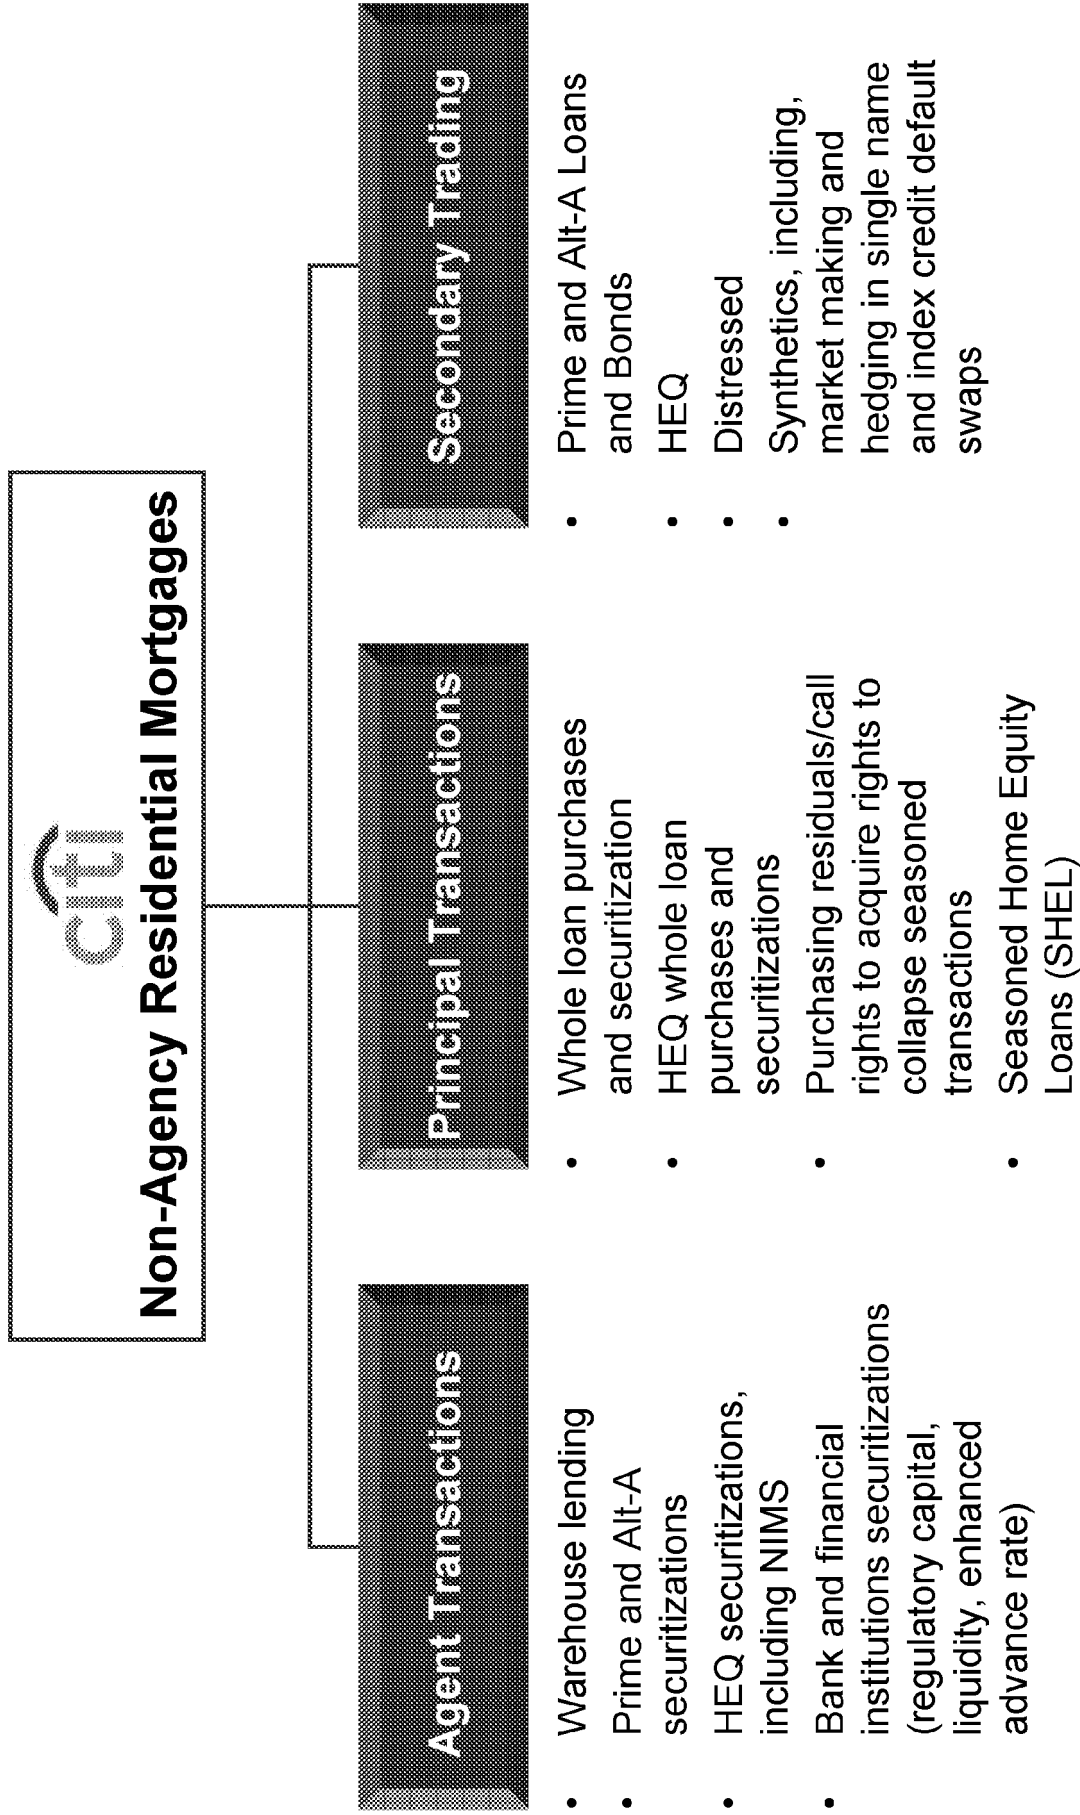 citi
Non-Agency Residential Mortgages
Agent Transactions
• Warehouse lending
• Prime and Alt-A
securitizations
• HEQ securitizations,
including NIMS
• Bank and financial
institutions securitizations
(regulatory capital,
liquidity, enhanced
advance rate)
Principal Transactions
• Whole loan purchases
and securitization
• HEQ whole loan
purchases and
securitizations
• Purchasing residuals/call
rights to acquire rights to
collapse seasoned
transactions
• Seasoned Home Equity
Loans (SHEL)
Secondary Trading
• Prime and Alt-A Loans
and Bonds
• HEQ
• Distressed
• Synthetics, including,
market making and
hedging in single name
and index credit default
swaps